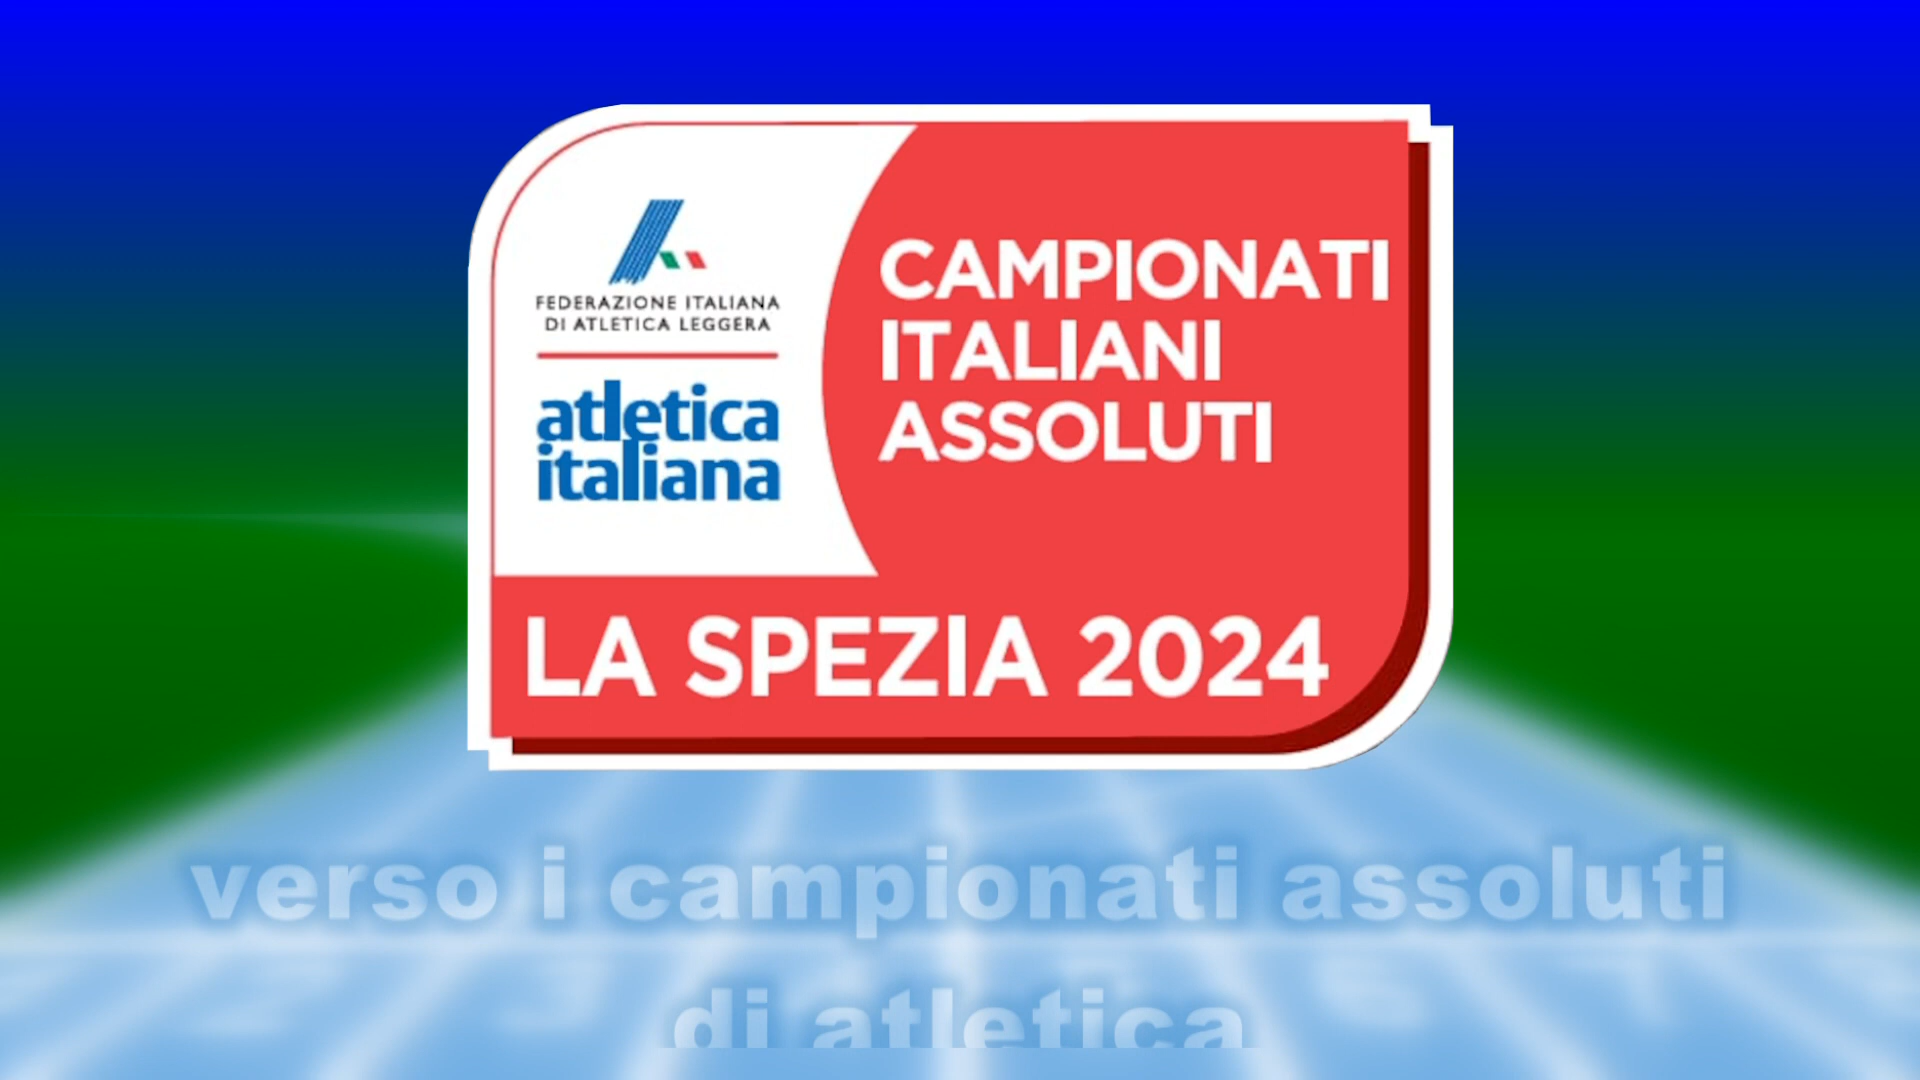 FEDERAZIONE ITALIANA
DI ATLETICA LEGGERA
atletica
italiana
CAMPIONATI
ITALIANI
ASSOLUTI
LA SPEZIA 2024
verso i campionati assoluti
di atletica